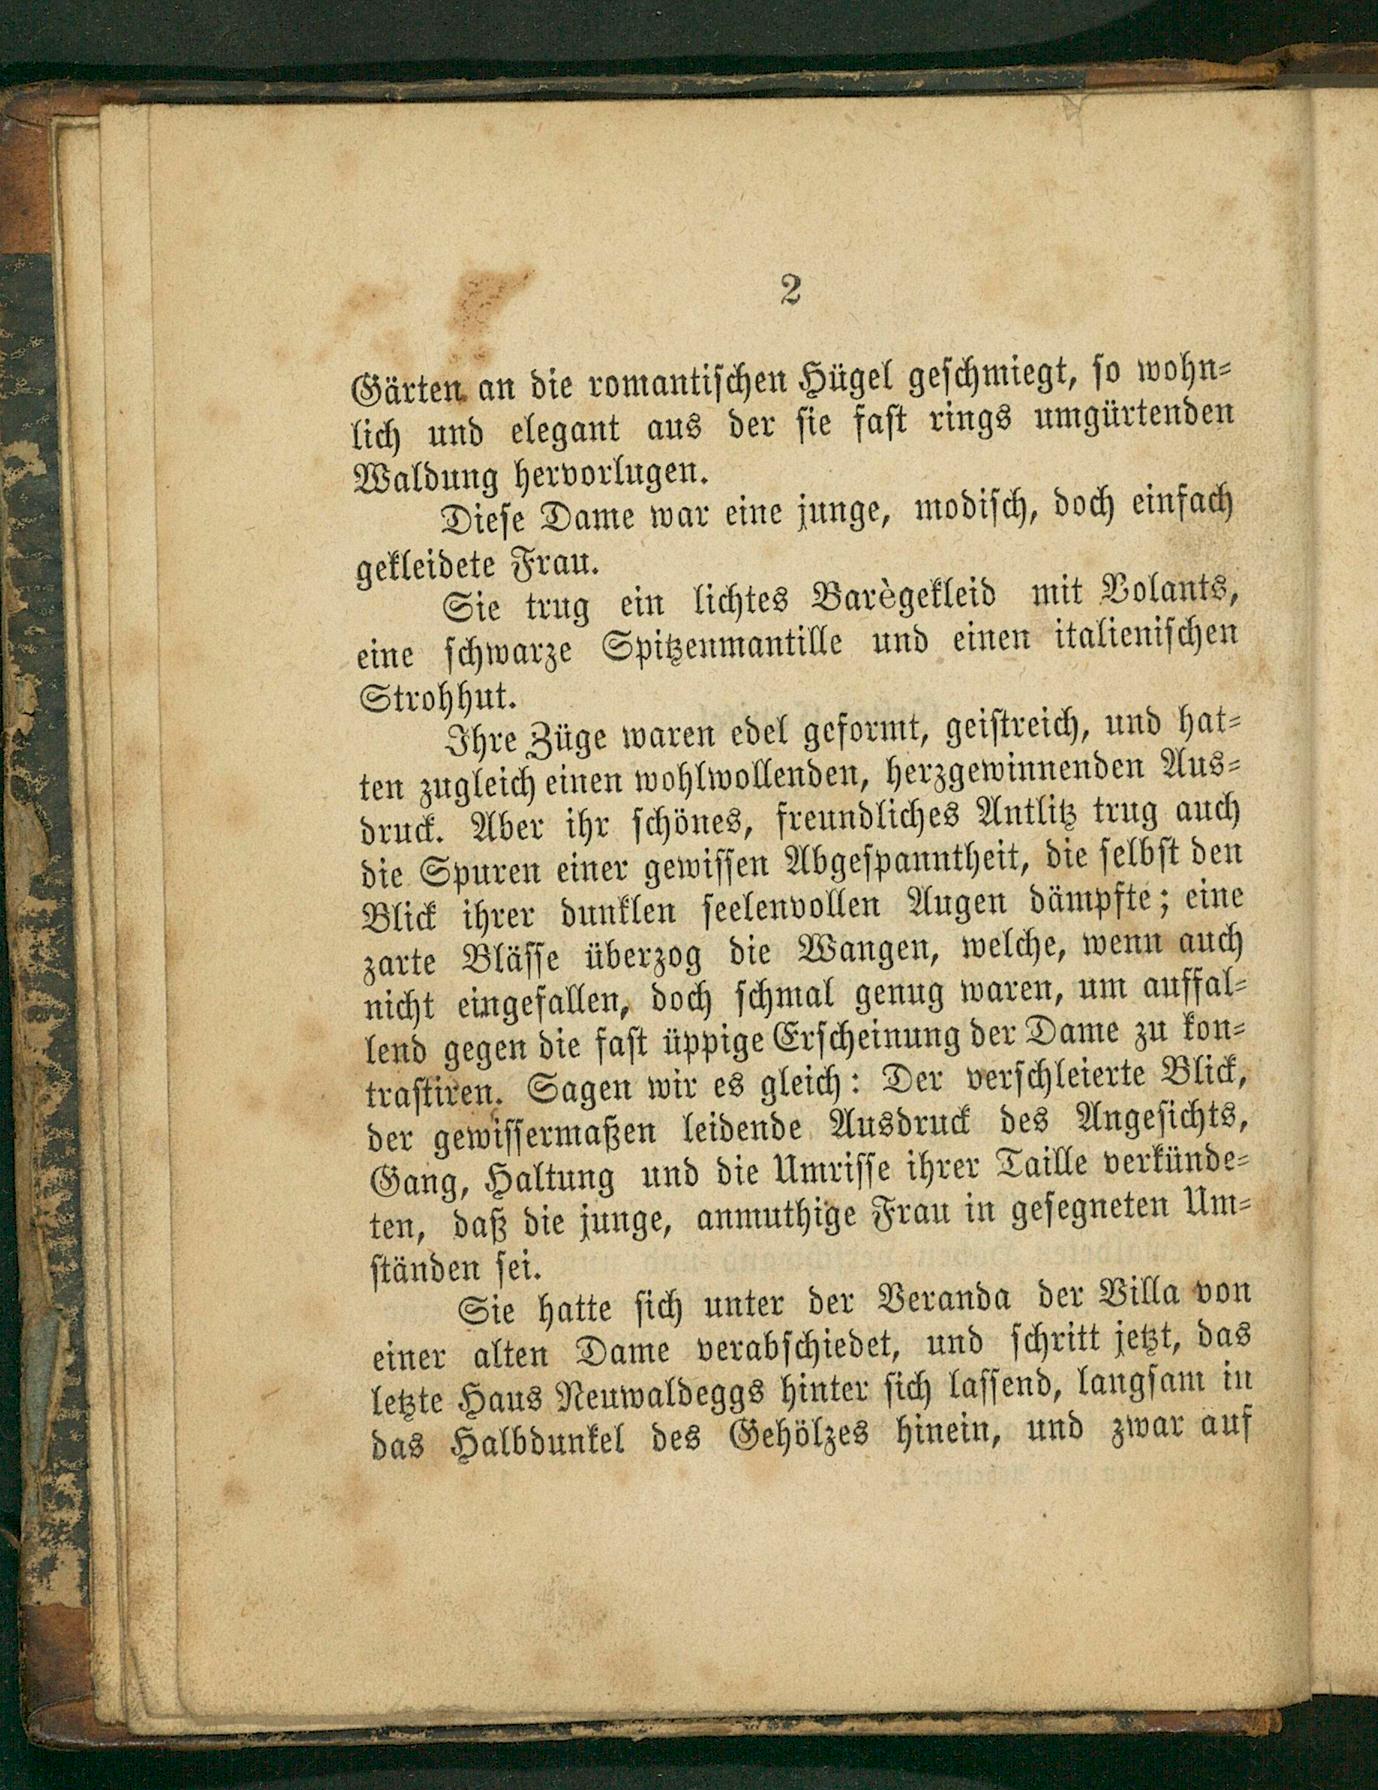 2
Gärten an die romantischen Hügel geschmiegt, so wohn-
lich und elegant aus der sie fast rings umgürtenden
Waldung hervorlugen.
Diese Dame war eine junge, modisch, doch einfach
gekleidete Frau.
Sie trug ein lichtes Barègekleid mit Volants,
eine schwarze Spitzenmantille und einen italienischen
Strohhut.
Ihre Züge waren edel geformt, geistreich, und hat-
ten zugleich einen wohlwollenden, herzgewinnenden Aus-
druck. Aber ihr schönes, freundliches Antlitz trug auch
die Spuren einer gewissen Abgespanntheit, die selbst den
Blick ihrer dunklen seelenvollen Augen dämpfte; eine
zarte Blässe überzog die Wangen, welche, wenn auch
nicht eingefallen, doch schmal genug waren, um auffal-
lend gegen die fast üppige Erscheinung der Dame zu kon-
trastiren. Sagen wir es gleich: Der verschleierte Blick,
der gewissermaßen leidende Ausdruck des Angesichts,
Gang, Haltung und die Umrisse ihrer Taille verkünde-
ten, daß die junge, anmuthige Frau in gesegneten Um-
ständen sei.
Sie hatte sich unter der Veranda der Villa von
einer alten Dame verabschiedet, und schritt jetzt, das
letzte Haus Neuwaldeggs hinter sich lassend, langsam in
das Halbdunkel des Gehölzes hinein, und zwar auf